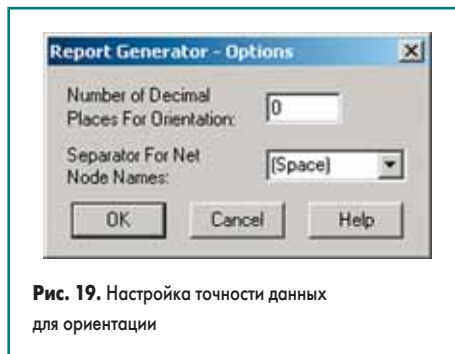 Report Generator - Options
Number of Decimal
Places For Orientation:
0
Separator For Net
Node Names:
(Space)
OK
Cancel
Help
Рис. 19. Настройка точности данных
для ориентации